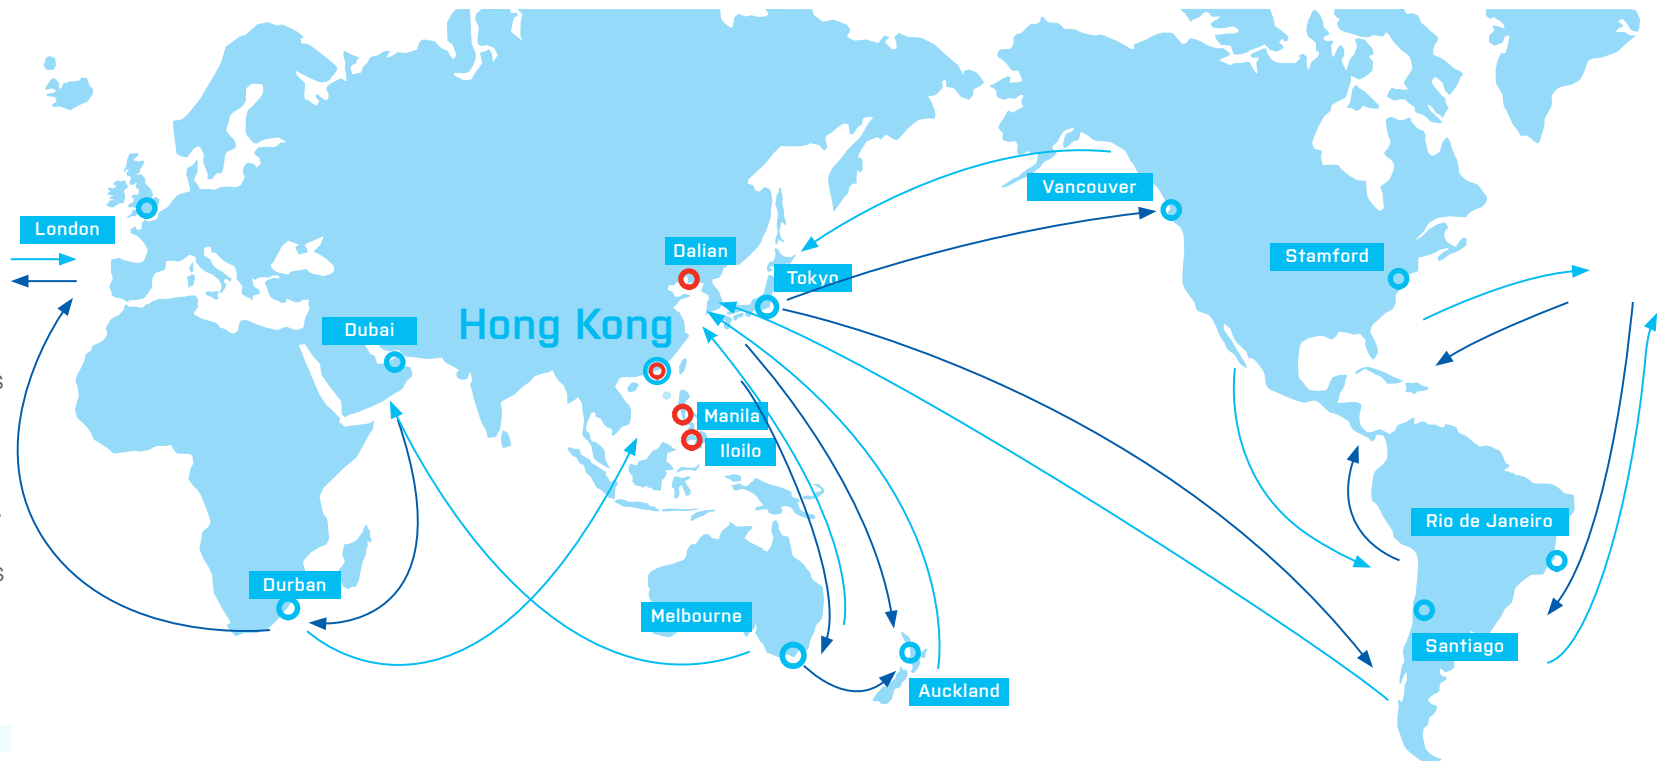 Vancouver
London
Dalian
Stamford
Tokyo
Hong Kong
Dubai
s
Manila
Iloilo
Rio de Janeiro
s
Durban
Melbourne
Santiago
Auckland